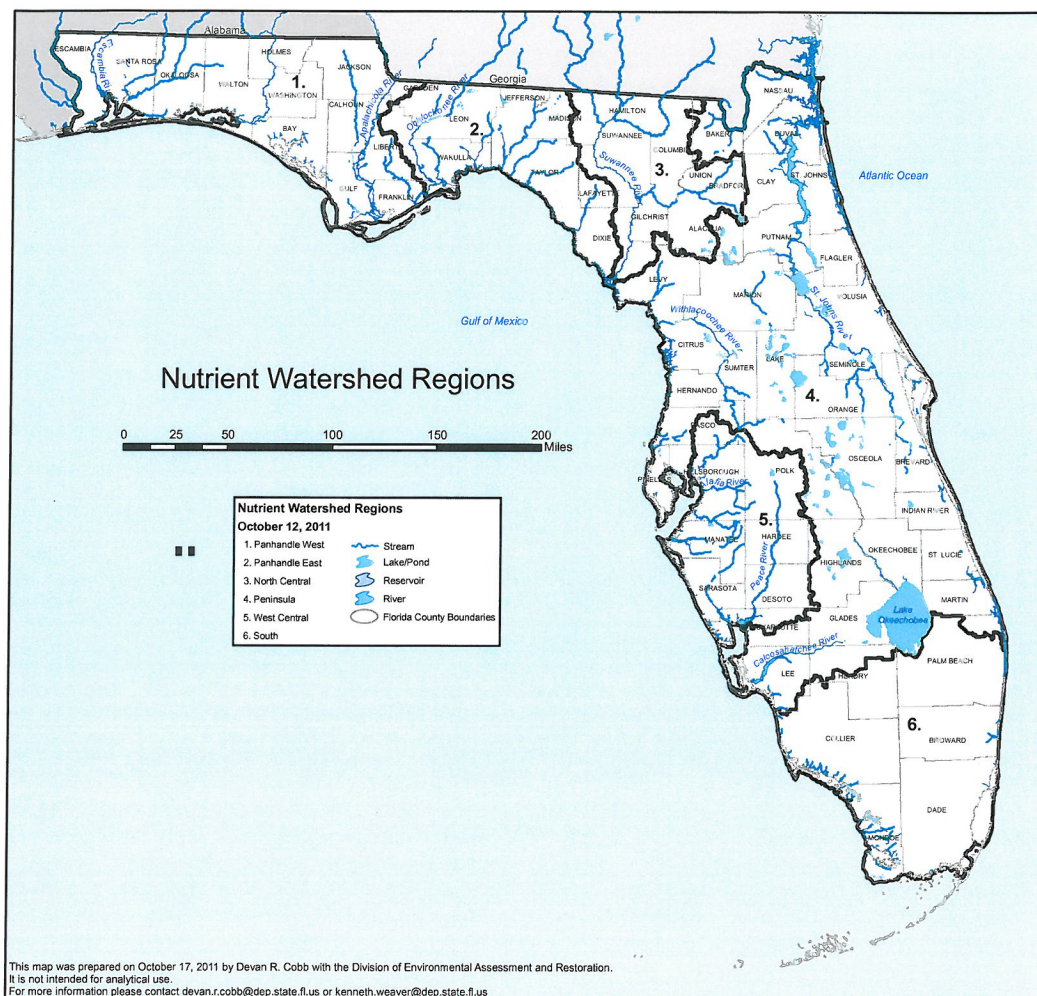 Alabama
ESCAMBIA
SANTA ROSA
OKALOOSA
WALTON
HOLMES
WASHINGTON
JACKSON
CALHOUN
BAY
GULF
LIBERTY
FRANKLIN
Escambia River
Apalachicola River
1.
Georgia
GADSDEN
LEON
JEFFERSON
MADISON
WAKULLA
TAYLOR
LAFAYETTE
DIXIE
Ochlockonee River
2.
HAMILTON
SUWANNEE
COLUMBIA
BAKER
UNION
BRADFORD
GILCHRIST
ALACHUA
Suwannee River
3.
NASSAU
DUVAL
CLAY
ST. JOHNS
PUTNAM
FLAGLER
LEVY
MARION
VOLUSIA
Atlantic Ocean
Gulf of Mexico
Withlacoochee River
St. Johns River
CITRUS
SUMTER
LAKE
SEMINOLE
HERNANDO
4.
ORANGE
PASCO
OSCEOLA
BREVARD
HILLSBOROUGH
POLK
PINELLAS
Alafia River
5.
INDIAN RIVER
MANATEE
HARDEE
Peace River
OKEECHOBEE
ST. LUCIE
HIGHLANDS
SARASOTA
DESOTO
MARTIN
CHARLOTTE
GLADES
Lake
Okeechobee
Caloosahatchee River
LEE
HENDRY
PALM BEACH
6.
COLLIER
BROWARD
DADE
MONROE
Nutrient Watershed Regions
0 25 50 100 150 200
Miles
Nutrient Watershed Regions
October 12, 2011
1. Panhandle West
2. Panhandle East
3. North Central
4. Peninsula
5. West Central
6. South
Stream
Lake/Pond
Reservoir
River
Florida County Boundaries
This map was prepared on October 17, 2011 by Devan R. Cobb with the Division of Environmental Assessment and Restoration.
It is not intended for analytical use.
For more information please contact devan.r.cobb@dep.state.fl.us or kenneth.weaver@dep.state.fl.us